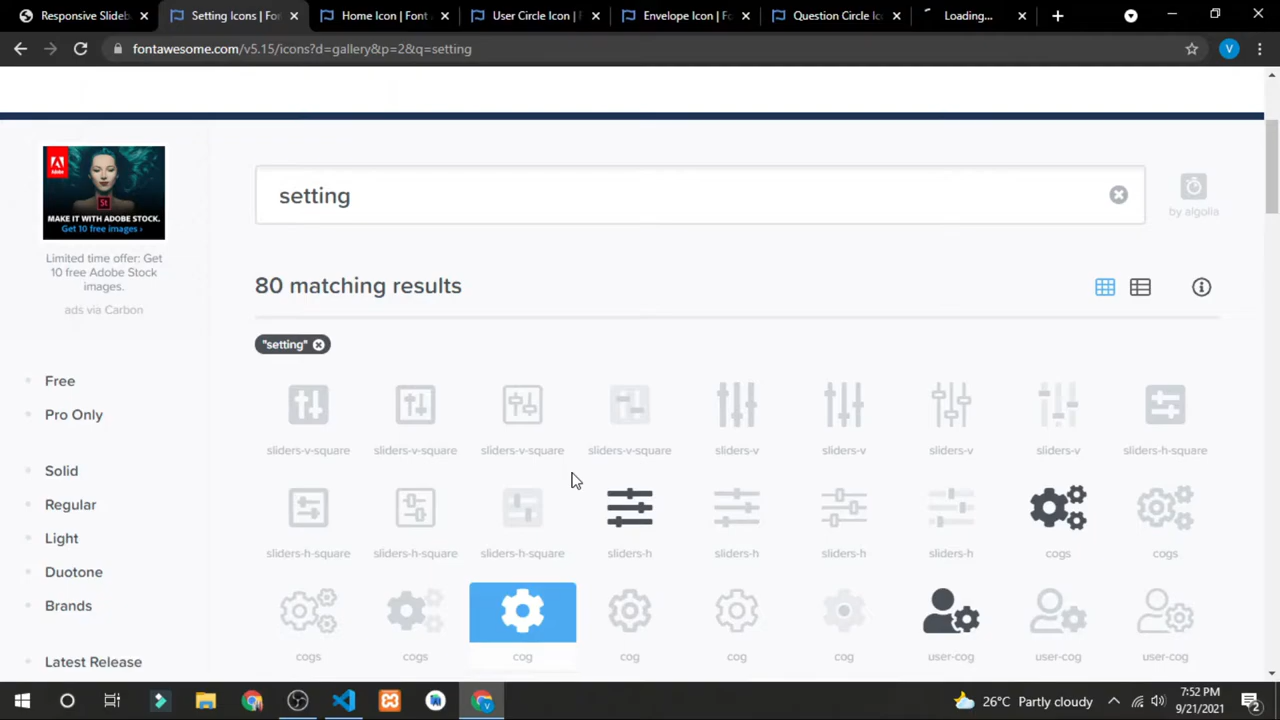 Responsive Slideb
Setting Icons | Fon
Home Icon | Font
User Circle Icon |
Envelope Icon | F
Question Circle Ic
Loading...
fontawesome.com/v5.15/icons?d=gallery&p=2&q=setting
V
MAKE IT WITH ADOBE STOCK.
Get 10 free images ›
St
Limited time offer: Get
10 free Adobe Stock
images.
ads via Carbon
setting
by algolia
80 matching results
"setting"
Free
Pro Only
Solid
Regular
Light
Duotone
Brands
Latest Release
sliders-v-square sliders-v-square sliders-v-square sliders-v-square sliders-v sliders-v sliders-v sliders-v sliders-h-square
sliders-h-square sliders-h-square sliders-h-square sliders-h sliders-h sliders-h sliders-h cogs cogs
cogs cogs cog cog cog cog user-cog user-cog user-cog
26°C Partly cloudy
7:52 PM
9/21/2021
2